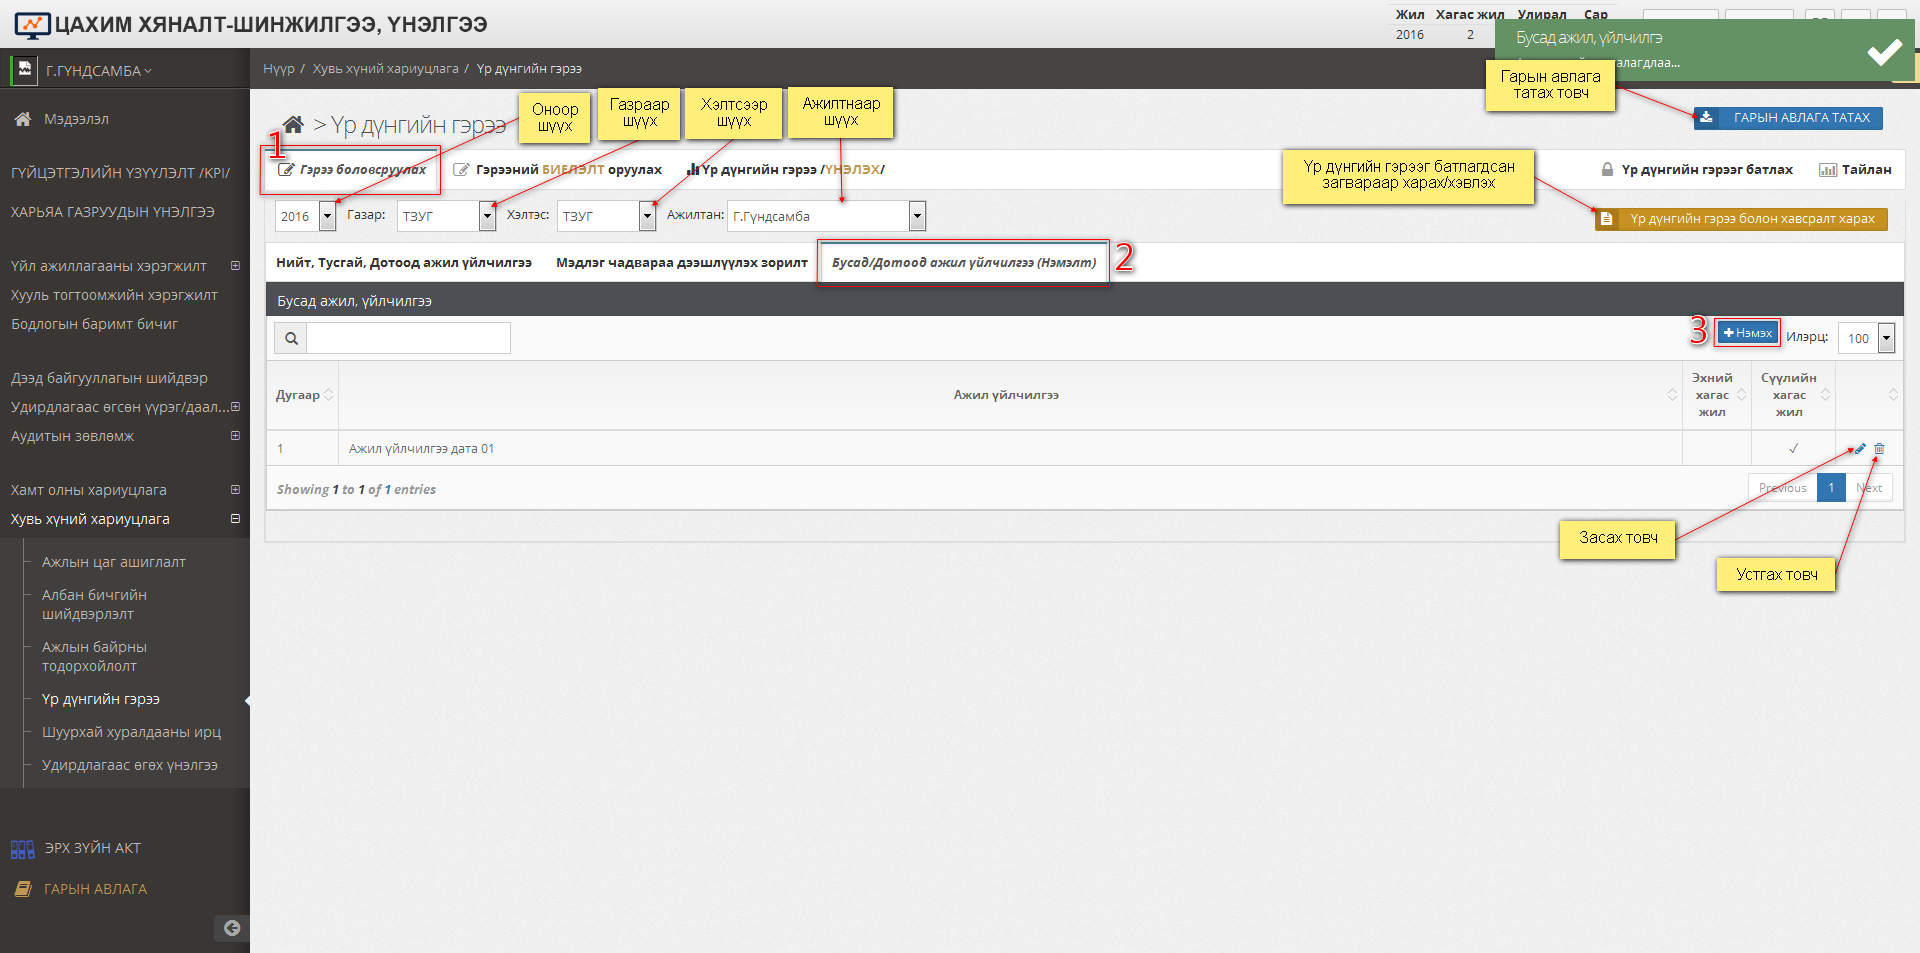 ЦАХИМ ХЯНАЛТ-ШИНЖИЛГЭЭ, ҮНЭЛГЭЭ
Жил Хагас жил Улирал Сар
2016 2
Бусад ажил, үйлчилгэ
Г.ГҮНДСАМБА
Нүүр / Хувь хүний хариуцлага / Үр дүнгийн гэрээ
Гарын авлага
татах товч
Мэдээлэл
ГҮЙЦЭТГЭЛИЙН ҮЗҮҮЛЭЛТ /KPI/
ХАРЬЯА ГАЗРУУДЫН ҮНЭЛГЭЭ
Үйл ажиллагааны хэрэгжилт
Хууль тогтоомжийн хэрэгжилт
Бодлогын баримт бичиг
Дээд байгууллагын шийдвэр
Удирдлагаас өгсөн үүрэг/даал...
Аудитын зөвлөмж
Хамт олны хариуцлага
Хувь хүний хариуцлага
Ажлын цаг ашиглалт
Албан бичгийн
шийдвэрлэлт
Ажлын байрны
тодорхойлолт
Үр дүнгийн гэрээ
Шуурхай хуралдааны ирц
Удирдлагаас өгөх үнэлгээ
ЭРХ ЗҮЙН АКТ
ГАРЫН АВЛАГА
> Үр дүнгийн гэрээ
Оноор
шүүх
Газраар
шүүх
Хэлтсээр
шүүх
Ажилтнаар
шүүх
ГАРЫН АВЛАГА ТАТАХ
1
Гэрээ боловсруулах
Гэрээний БИЕЛЭЛТ оруулах
Үр дүнгийн гэрээ /ҮНЭЛЭХ/
Үр дүнгийн гэрээг батлагдсан
загвараар харах/хэвлэх
Үр дүнгийн гэрээг батлах
Тайлан
2016 Газар: ТЗУГ Хэлтэс: ТЗУГ Ажилтан: Г.Гүндсамба
Үр дүнгийн гэрээ болон хавсралт харах
Нийт, Тусгай, Дотоод ажил үйлчилгээ
Мэдлэг чадвараа дээшлүүлэх зорилт
Бусад/Дотоод ажил үйлчилгээ (Нэмэлт)
2
Бусад ажил, үйлчилгээ
3
Нэмэх
Илэрц: 100
Дугаар
Ажил үйлчилгээ
Эхний
хагас
жил
Сүүлийн
хагас
жил
1 Ажил үйлчилгээ дата 01 ✓
Showing 1 to 1 of 1 entries
Previous 1 Next
Засах товч
Устгах товч